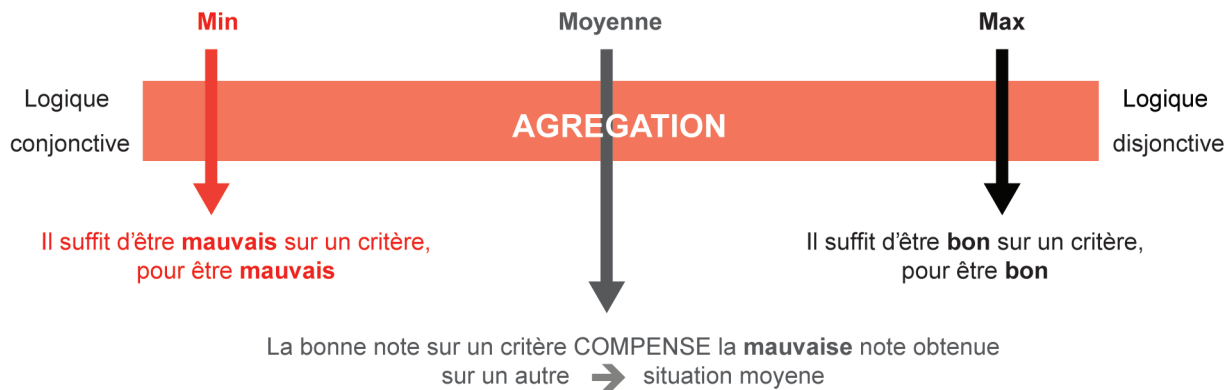 Min
Moyenne
Max
Logique
conjonctive
AGREGATION
Logique
disjonctive
Il suffit d'être mauvais sur un critère,
pour être mauvais
Il suffit d'être bon sur un critère,
pour être bon
La bonne note sur un critère COMPENSE la mauvaise note obtenue
sur un autre → situation moyene